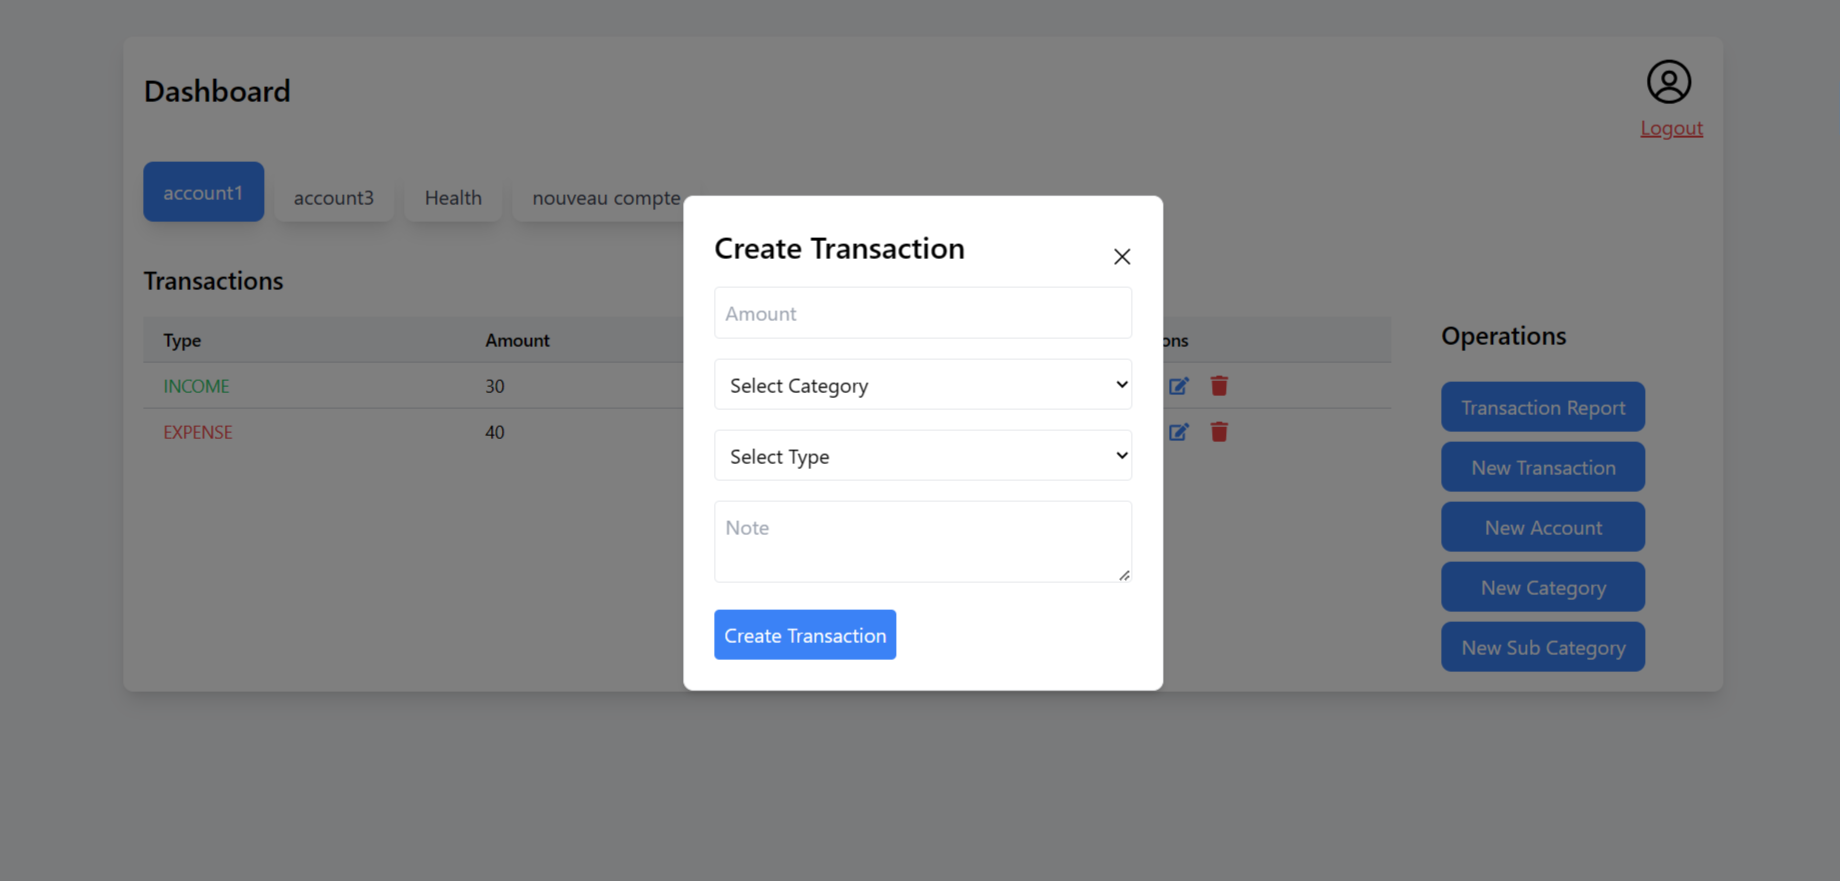 Dashboard
Logout
account1
account3
Health
nouveau compte
Transactions
Type
Amount
ons
INCOME
30
EXPENSE
40
Create Transaction
Amount
Select Category
Select Type
Note
Create Transaction
Operations
Transaction Report
New Transaction
New Account
New Category
New Sub Category